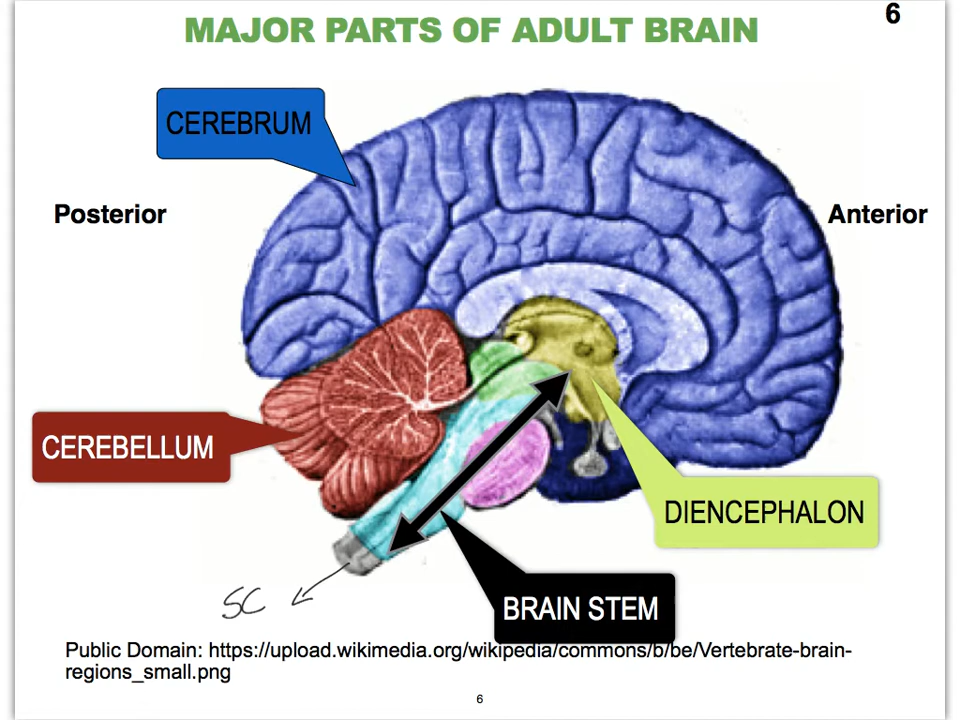 MAJOR PARTS OF ADULT BRAIN
6
CEREBRUM
Posterior
Anterior
CEREBELLUM
DIENCEPHALON
SC
BRAIN STEM
Public Domain: https://upload.wikimedia.org/wikipedia/commons/b/be/Vertebrate-brain-
regions_small.png
6